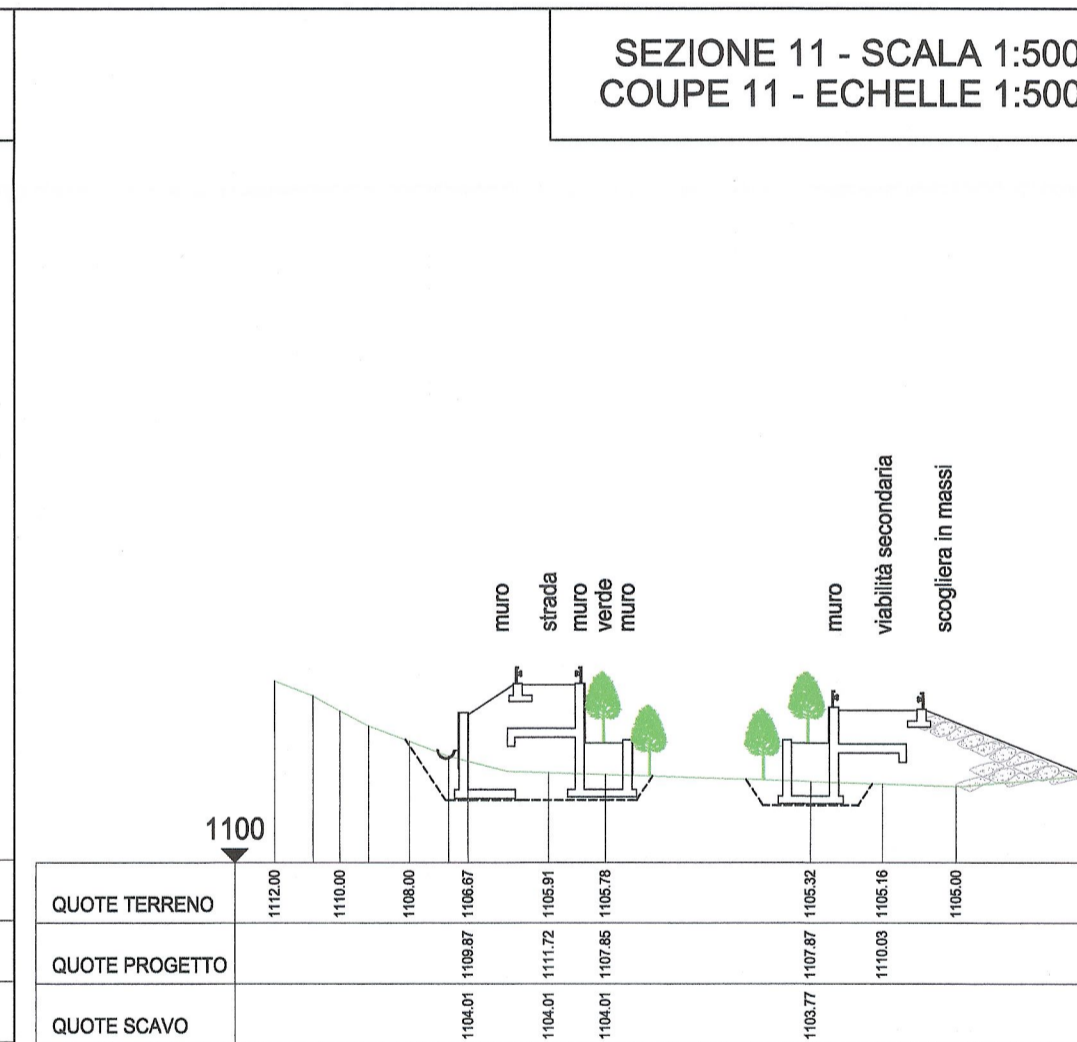 SEZIONE 11 - SCALA 1:500
COUPE 11 - ECHELLE 1:500
muro
strada
muro
verde
muro
muro
viabilità secondaria
scogliera in massi
1100
QUOTE TERRENO 1112.00 1110.00 1108.00 1106.67 1105.91 1105.78 1105.32 1105.16 1105.00
QUOTE PROGETTO 1109.87 1111.72 1107.85 1107.87 1110.03
QUOTE SCAVO 1104.01 1104.01 1104.01 1103.77